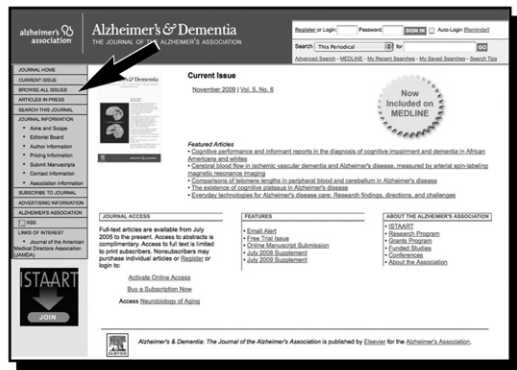 alzheimer's
association
Alzheimer's & Dementia
THE JOURNAL OF THE ALZHEIMER'S ASSOCIATION
Register or Login: Password: SIGN IN Auto-Login [Reminder]
Search This Periodical for GO
Advanced Search - MEDLINE - My Recent Searches - My Saved Searches - Search Tips
JOURNAL HOME
CURRENT ISSUE
BROWSE ALL ISSUES
ARTICLES IN PRESS
SEARCH THIS JOURNAL
JOURNAL INFORMATION
• Aims and Scope
• Editorial Board
• Author Information
• Pricing Information
• Submit Manuscripts
• Contact Information
• Association Information
SUBSCRIBE TO JOURNAL
ADVERTISING INFORMATION
ALZHEIMER'S ASSOCIATION
RSS
LINKS OF INTEREST
• Journal of the American
Medical Directors Association
(JAMDA)
ISTAART
JOIN
Dementia
Current Issue
November 2009 | Vol. 5, No. 6
Now
Included on
MEDLINE
Featured Articles
• Cognitive performance and informant reports in the diagnosis of cognitive impairment and dementia in African
Americans and whites
• Cerebral blood flow in ischemic vascular dementia and Alzheimer's disease, measured by arterial spin-labeling
magnetic resonance imaging
• Comparisons of telomere lengths in peripheral blood and cerebellum in Alzheimer's disease
• The existence of cognitive plateaus in Alzheimer's disease
• Everyday technologies for Alzheimer's disease care: Research findings, directions, and challenges
JOURNAL ACCESS
Full-text articles are available from July
2005 to the present. Access to abstracts is
complimentary. Access to full text is limited
to print subscribers. Nonsubscribers may
purchase individual articles or Register or
login to:
Activate Online Access
Buy a Subscription Now
Access Neurobiology of Aging
FEATURES
• Email Alert
• Free Trial Issue
• Online Manuscript Submission
• July 2008 Supplement
• July 2009 Supplement
ABOUT THE ALZHEIMER'S ASSOCIATION
• ISTAART
• Research Program
• Grants Program
• Funded Studies
• Conferences
• About the Association
ELSEVIER
Alzheimer's & Dementia: The Journal of the Alzheimer's Association is published by Elsevier for the Alzheimer's Association.